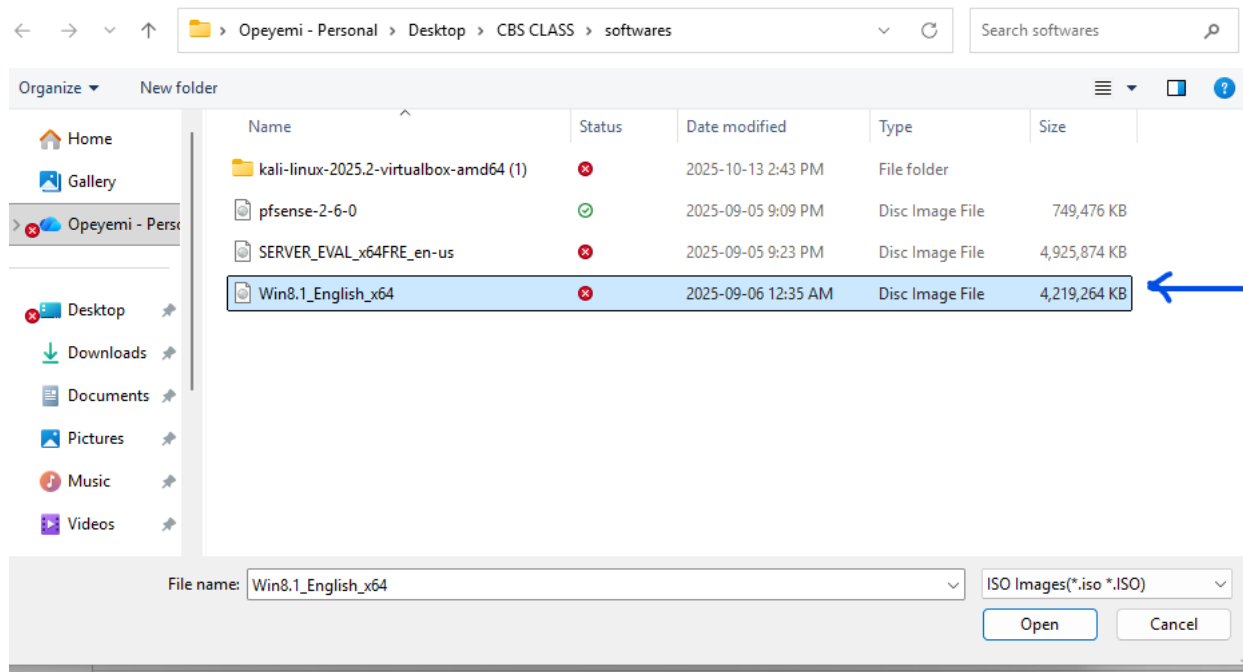 Opeyemi - Personal > Desktop > CBS CLASS > softwares
Search softwares
Organize
New folder
Name Status Date modified Type Size
Home
Gallery
Opeyemi - Pers
Desktop
Downloads
Documents
Pictures
Music
Videos
kali-linux-2025.2-virtualbox-amd64 (1) 2025-10-13 2:43 PM File folder
pfsense-2-6-0 2025-09-05 9:09 PM Disc Image File 749,476 KB
SERVER_EVAL_x64FRE_en-us 2025-09-05 9:23 PM Disc Image File 4,925,874 KB
Win8.1_English_x64 2025-09-06 12:35 AM Disc Image File 4,219,264 KB
File name: Win8.1_English_x64
ISO Images(*.iso *.ISO)
Open
Cancel